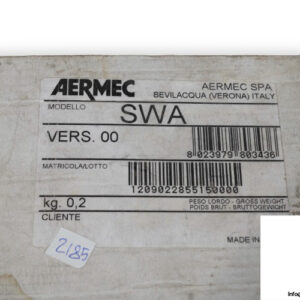 AERMEC
AERMEC SPA
BEVILACQUA (VERONA) ITALY
MODELLO
SWA
VERS. 00
8 023979 803436
MATRICOLA/LOTTO
1209022855150000
kg. 0,2
PESO LORDO - GROSS WEIGHT
POIDS BRUT - BRUTTOGEWICHT
CLIENTE
2185
MADE IN